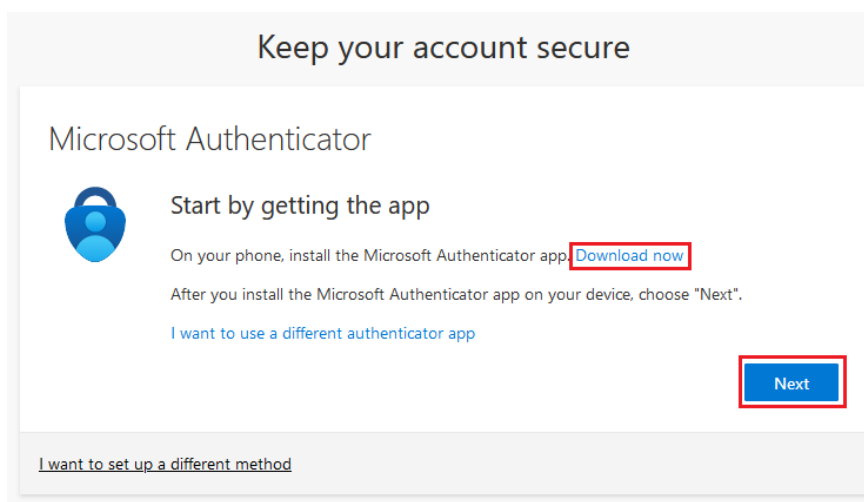 Keep your account secure
Microsoft Authenticator
Start by getting the app
On your phone, install the Microsoft Authenticator app. Download now
After you install the Microsoft Authenticator app on your device, choose "Next".
I want to use a different authenticator app
Next
I want to set up a different method